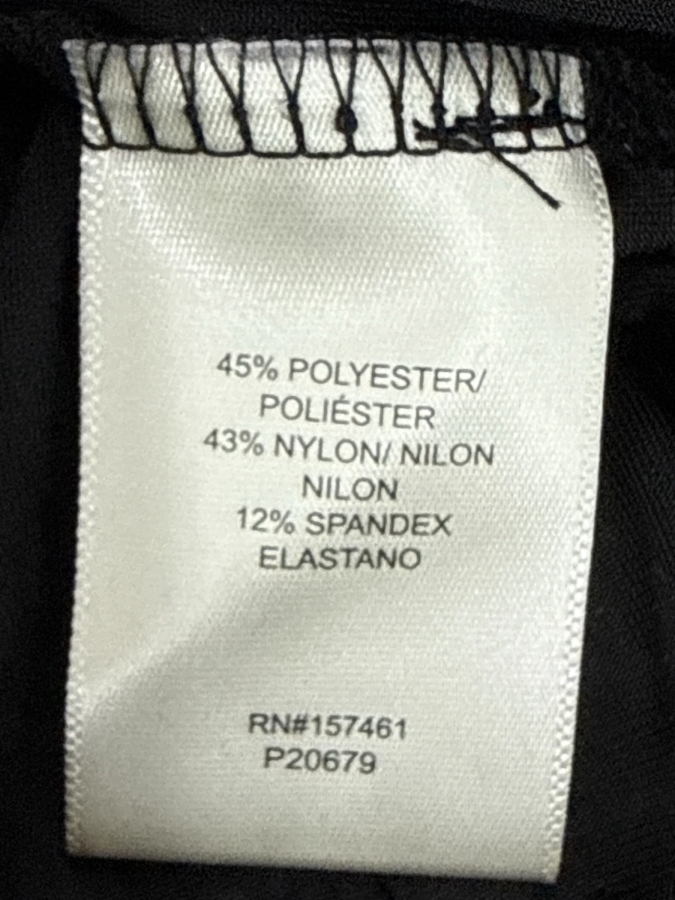 45% POLYESTER/
POLIÉSTER
43% NYLON/ NILON
NILON
12% SPANDEX
ELASTANO
RN#157461
P20679